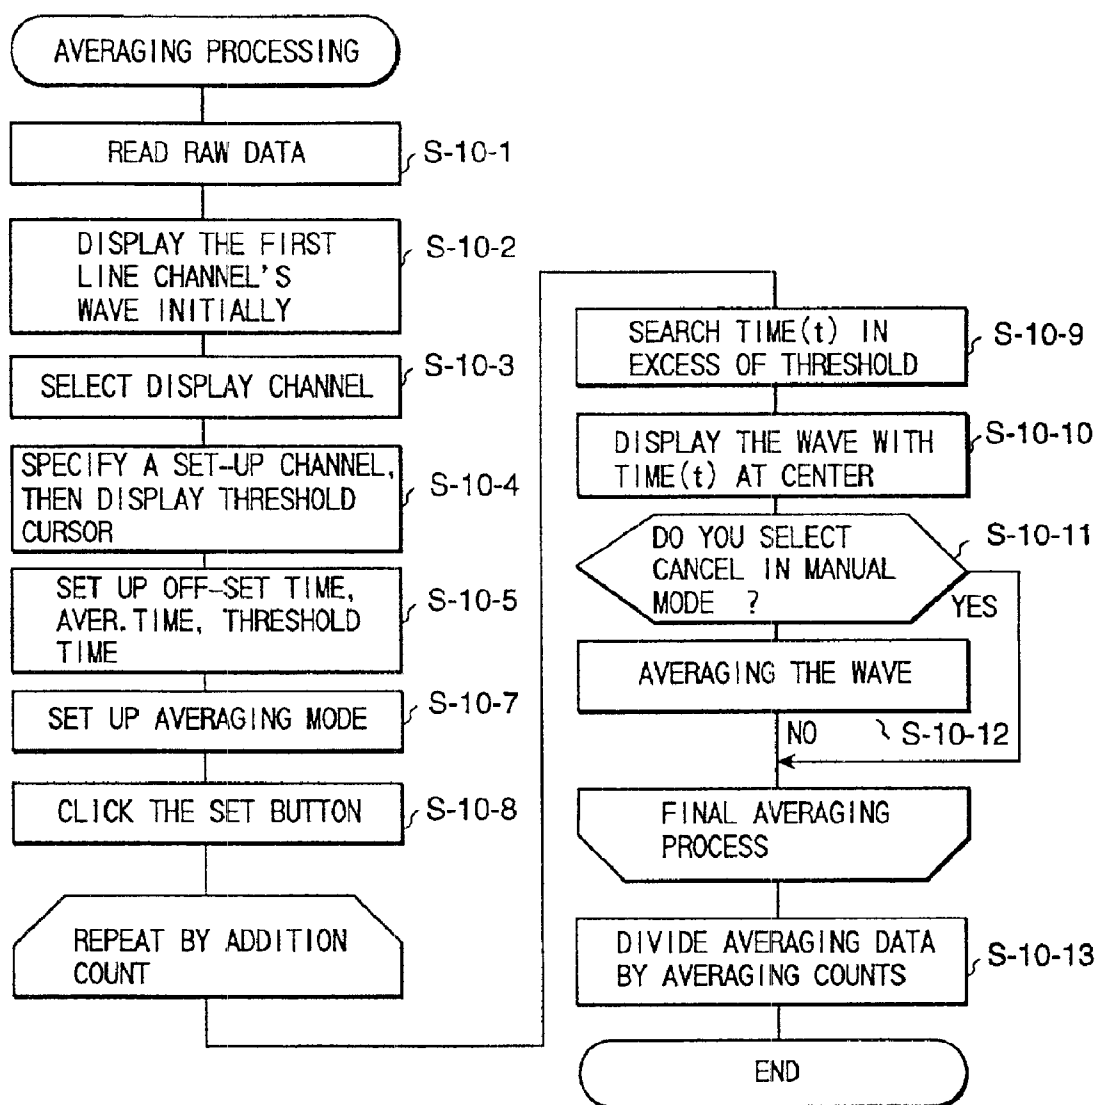 AVERAGING PROCESSING
READ RAW DATA
S-10-1
DISPLAY THE FIRST
LINE CHANNEL'S
WAVE INITIALLY
S-10-2
SELECT DISPLAY CHANNEL
S-10-3
SPECIFY A SET-UP CHANNEL,
THEN DISPLAY THRESHOLD
CURSOR
S-10-4
SET UP OFF-SET TIME,
AVER.TIME, THRESHOLD
TIME
S-10-5
SET UP AVERAGING MODE
S-10-7
CLICK THE SET BUTTON
S-10-8
REPEAT BY ADDITION
COUNT
SEARCH TIME(t) IN
EXCESS OF THRESHOLD
S-10-9
DISPLAY THE WAVE WITH
TIME(t) AT CENTER
S-10-10
DO YOU SELECT
CANCEL IN MANUAL
MODE ?
S-10-11
YES
AVERAGING THE WAVE
NO
S-10-12
FINAL AVERAGING
PROCESS
DIVIDE AVERAGING DATA
BY AVERAGING COUNTS
S-10-13
END